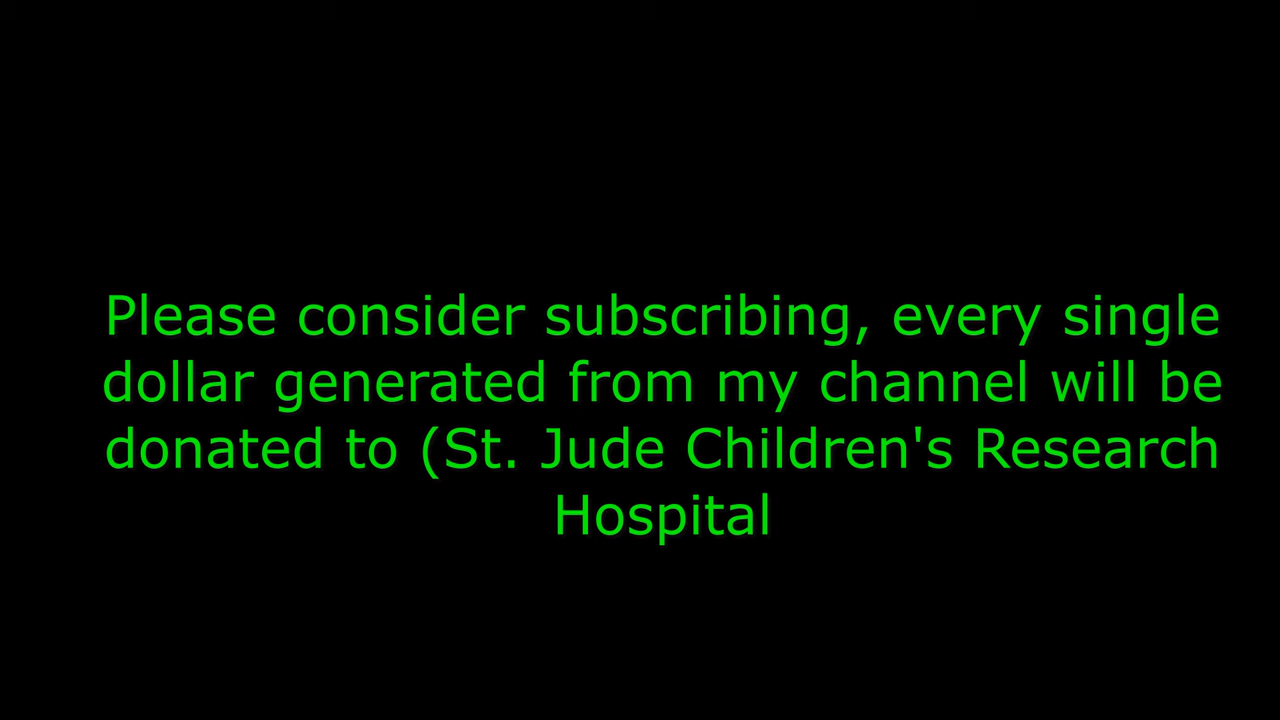 Please consider subscribing, every single
dollar generated from my channel will be
donated to (St. Jude Children's Research
Hospital